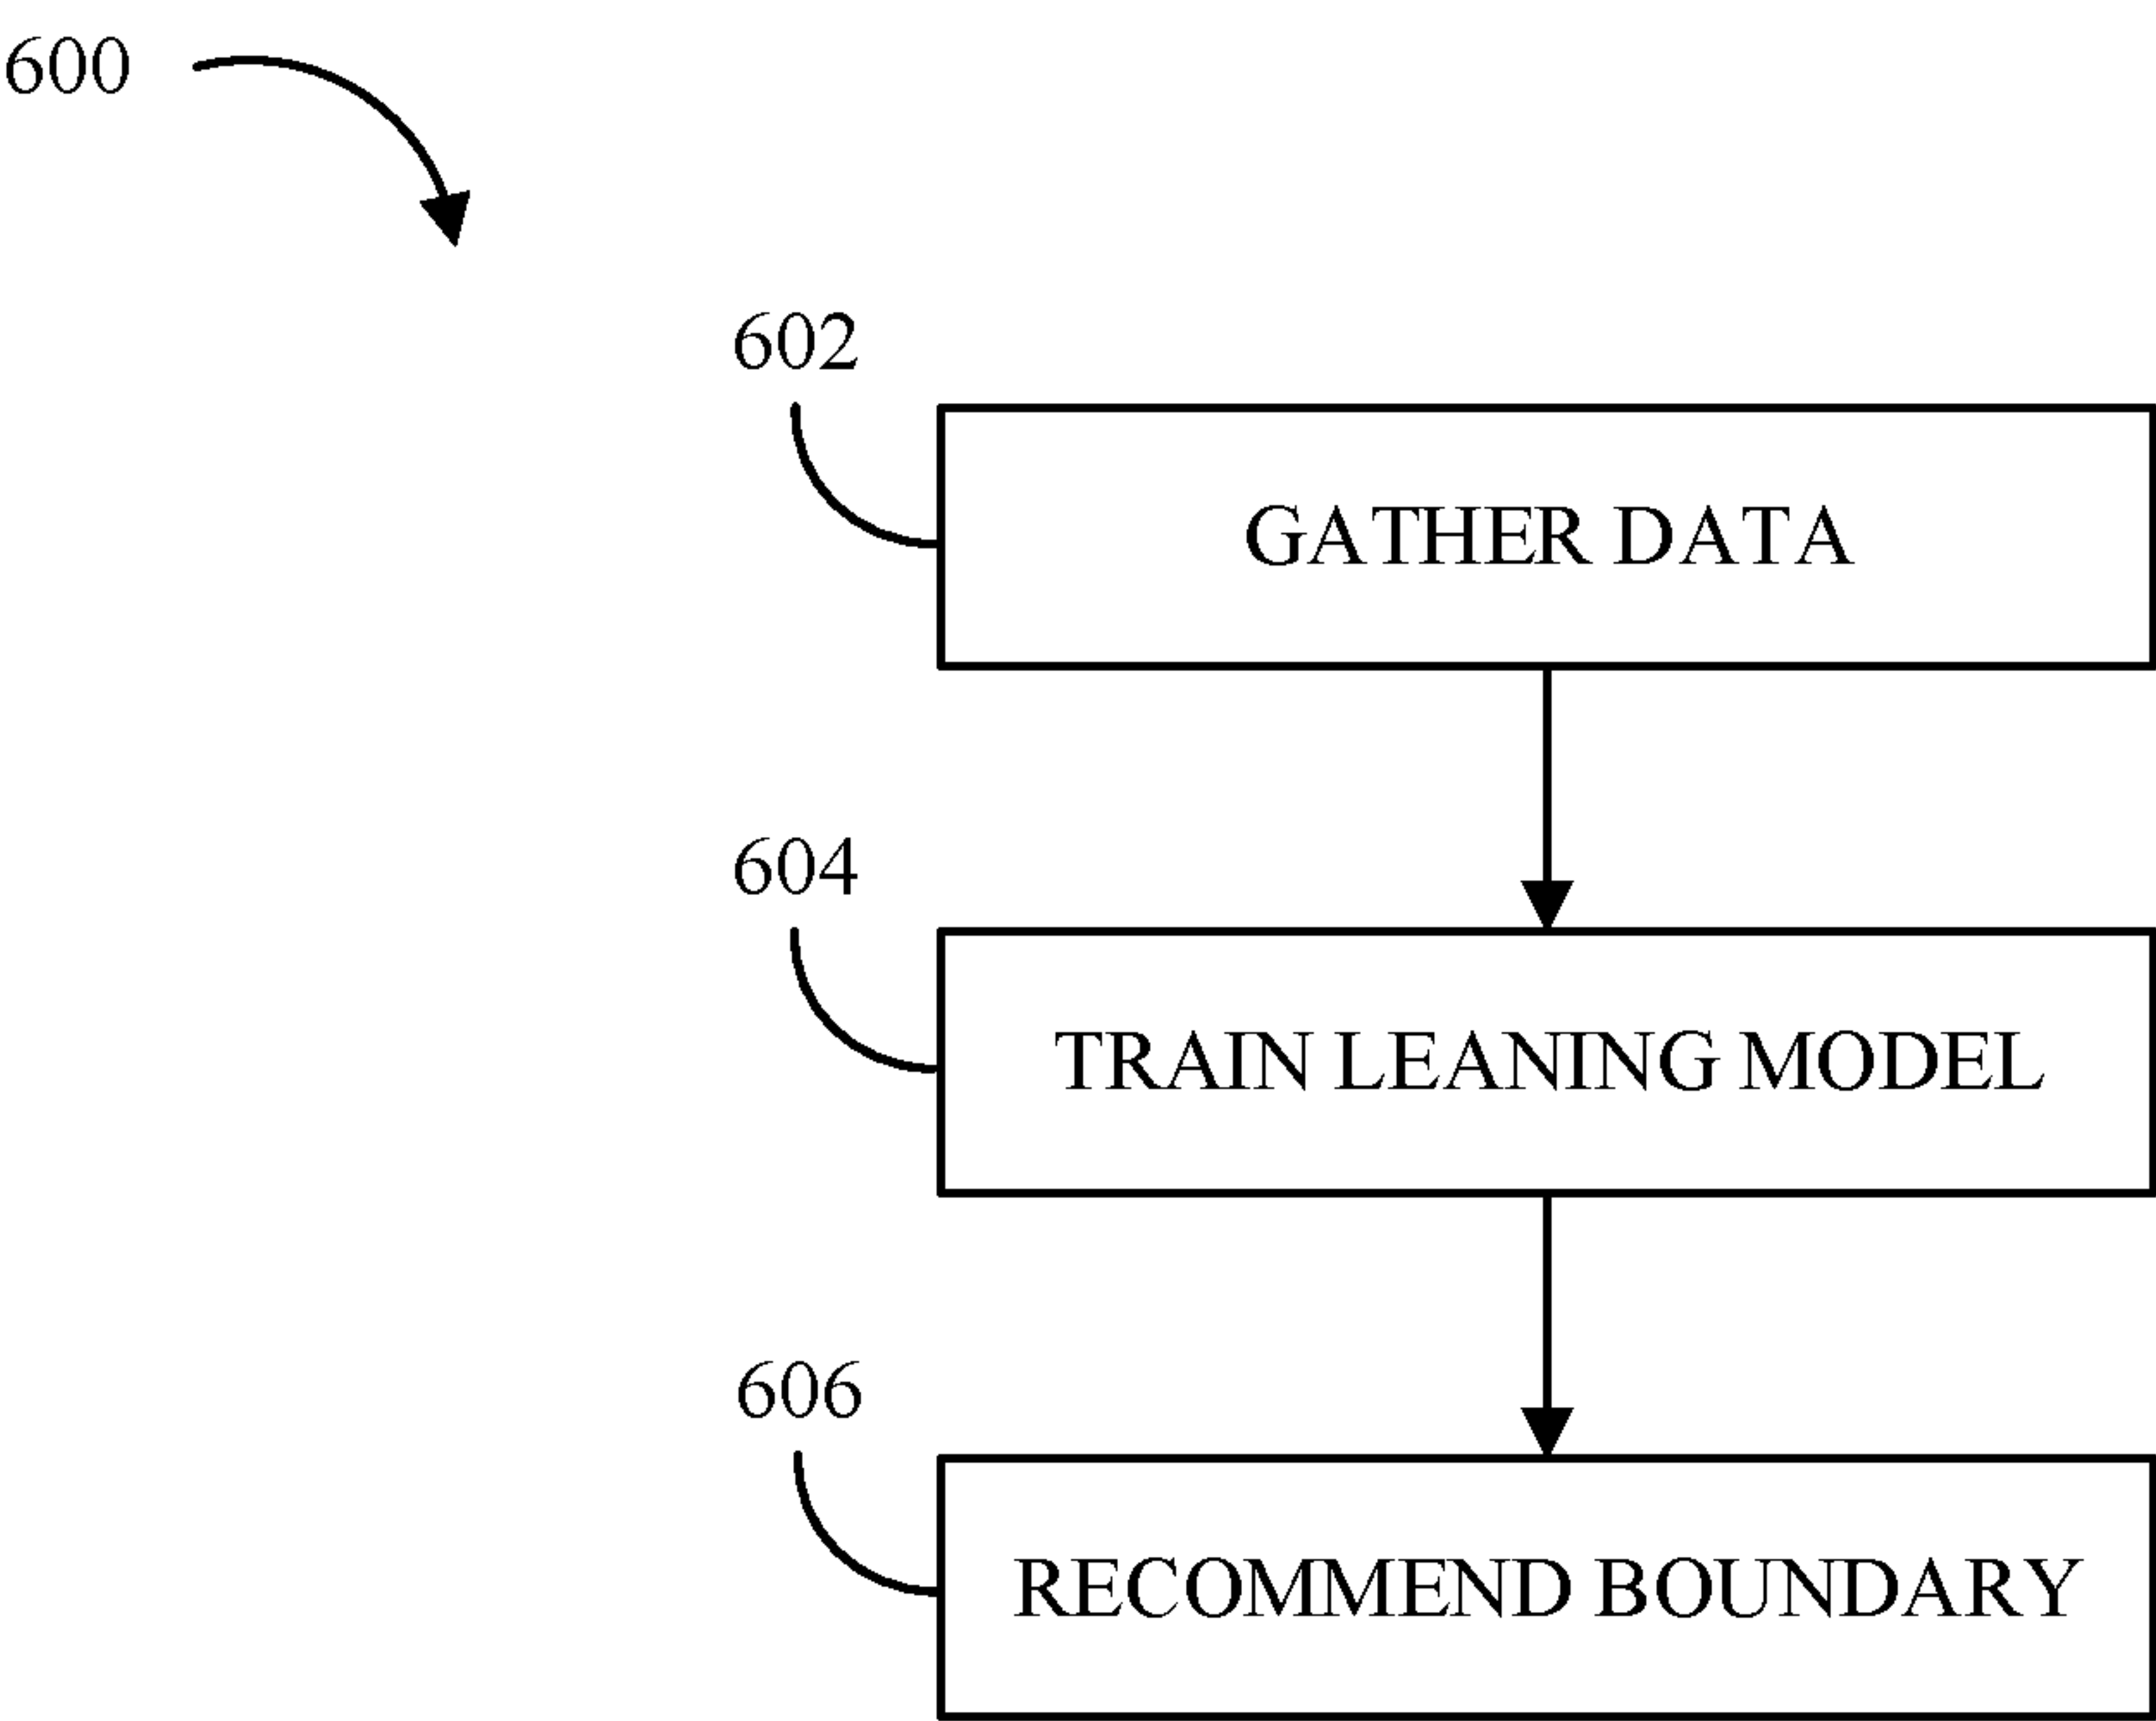 600
602
GATHER DATA
604
TRAIN LEANING MODEL
606
RECOMMEND BOUNDARY